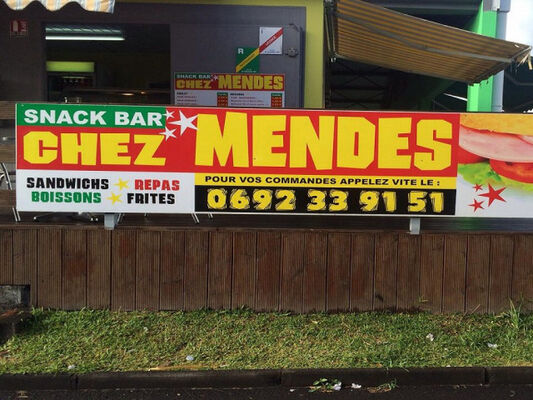 SNACK BAR
CHEZ MENDES
SNACK BAR
CHEZ MENDES
SANDWICHS REPAS
BOISSONS FRITES
POUR VOS COMMANDES APPELEZ VITE LE :
0692 33 91 51